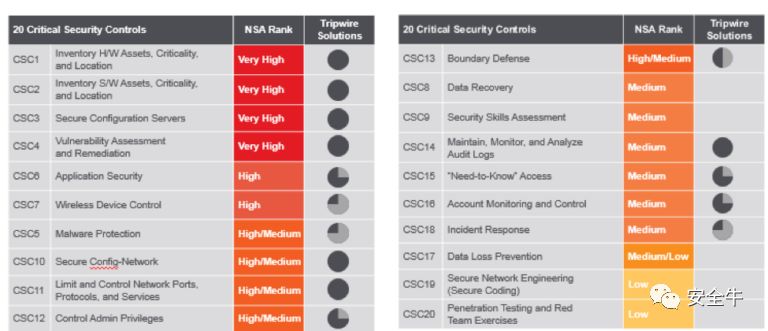 20 Critical Security Controls NSA Rank Tripwire Solutions
CSC1 Inventory H/W Assets, Criticality, and Location Very High
CSC2 Inventory S/W Assets, Criticality, and Location Very High
CSC3 Secure Configuration Servers Very High
CSC4 Vulnerability Assessment and Remediation Very High
CSC6 Application Security High
CSC7 Wireless Device Control High
CSC5 Malware Protection High/Medium
CSC10 Secure Config-Network High/Medium
CSC11 Limit and Control Network Ports, Protocols, and Services High/Medium
CSC12 Control Admin Privileges High/Medium
20 Critical Security Controls NSA Rank Tripwire Solutions
CSC13 Boundary Defense High/Medium
CSC8 Data Recovery Medium
CSC9 Security Skills Assessment Medium
CSC14 Maintain, Monitor, and Analyze Audit Logs Medium
CSC15 "Need-to-Know" Access Medium
CSC16 Account Monitoring and Control Medium
CSC18 Incident Response Medium
CSC17 Data Loss Prevention Medium/Low
CSC19 Secure Network Engineering (Secure Coding) Low
CSC20 Penetration Testing and Red Team Exercises Low
安全牛